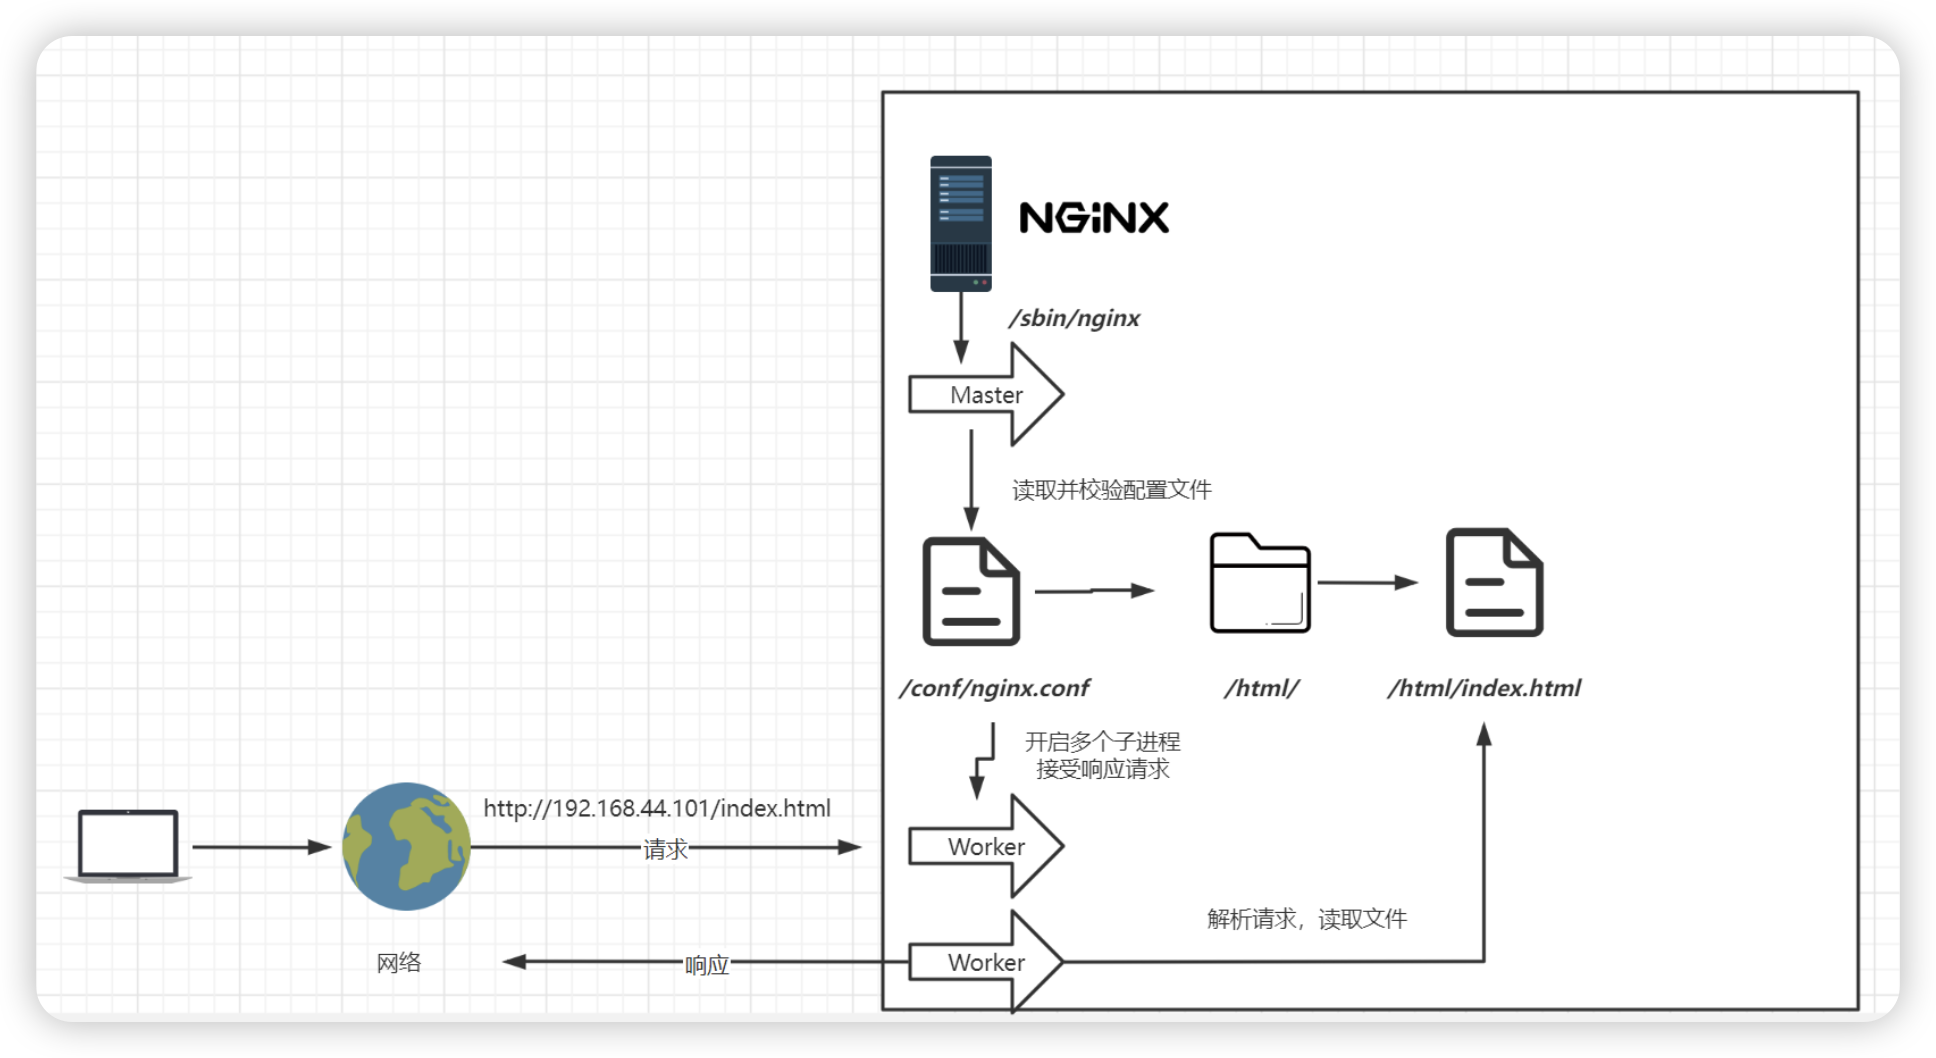 NGiNX
/sbin/nginx
Master
读取并校验配置文件
/conf/nginx.conf
/html/
/html/index.html
开启多个子进程
接受响应请求
http://192.168.44.101/index.html
请求
Worker
解析请求，读取文件
网络
响应
Worker